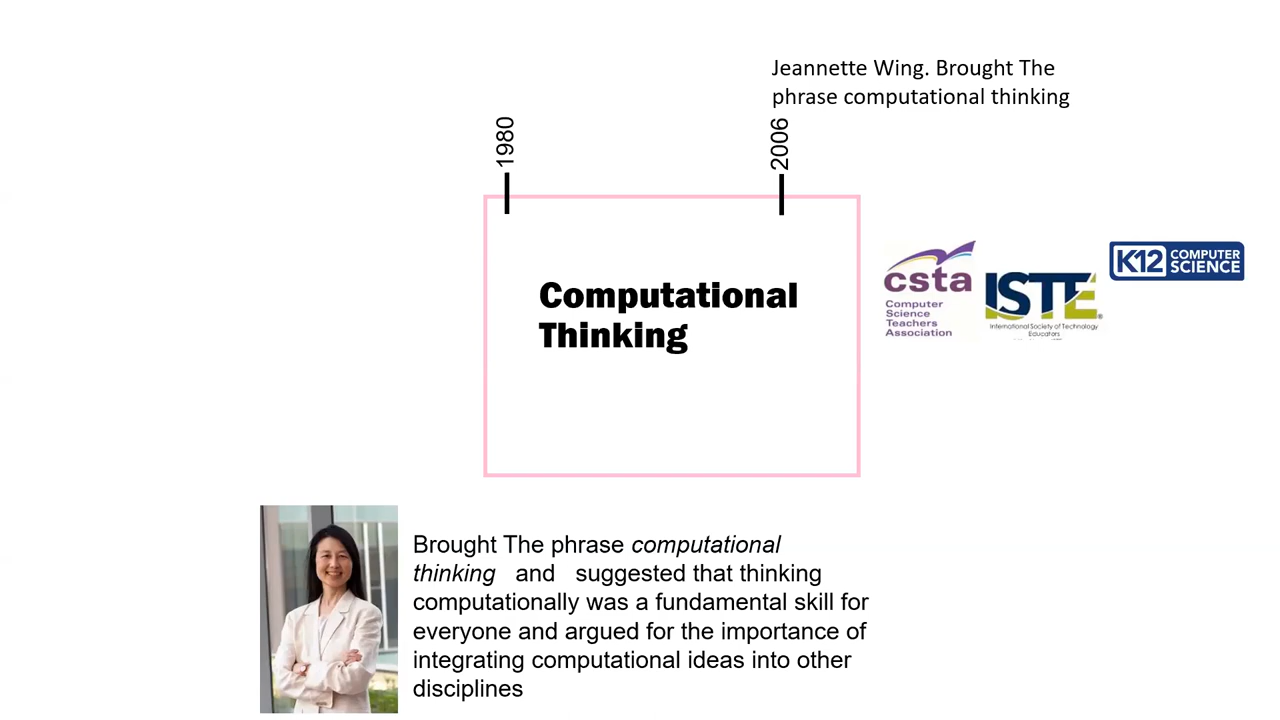 Jeannette Wing. Brought The
phrase computational thinking
1980
2006
Computational
Thinking
csta
Computer
Science
Teachers
Association
ISTE
International Society of Technology
Educators
K12 COMPUTER
SCIENCE
Brought The phrase computational
thinking and suggested that thinking
computationally was a fundamental skill for
everyone and argued for the importance of
integrating computational ideas into other
disciplines